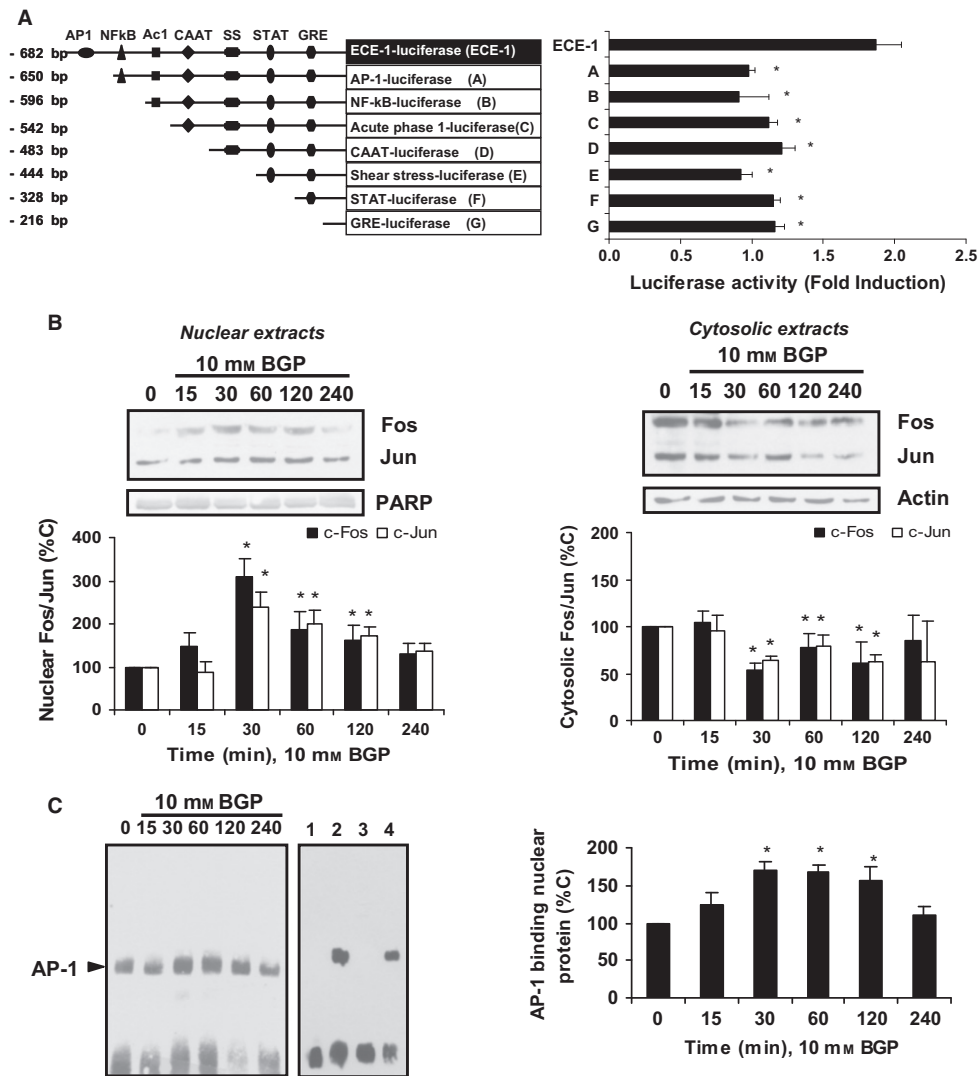 A
AP1 NFkB Ac1 CAAT SS STAT GRE
- 682 bp ECE-1-luciferase (ECE-1)
- 650 bp AP-1-luciferase (A)
- 596 bp NF-kB-luciferase (B)
- 542 bp Acute phase 1-luciferase(C)
- 483 bp CAAT-luciferase (D)
- 444 bp Shear stress-luciferase (E)
- 328 bp STAT-luciferase (F)
- 216 bp GRE-luciferase (G)
ECE-1
A *
B *
C *
D *
E *
F *
G *
0.0 0.5 1.0 1.5 2.0 2.5
Luciferase activity (Fold Induction)
B
Nuclear extracts
10 mM BGP
0 15 30 60 120 240
Fos
Jun
PARP
c-Fos c-Jun
Nuclear Fos/Jun (%C)
400
300
200
100
0
* * * * * *
0 15 30 60 120 240
Time (min), 10 mM BGP
Cytosolic extracts
10 mM BGP
0 15 30 60 120 240
Fos
Jun
Actin
c-Fos c-Jun
Cytosolic Fos/Jun (%C)
200
150
100
50
0
* * * * * *
0 15 30 60 120 240
Time (min), 10 mM BGP
C
10 mM BGP
0 15 30 60 120 240
1 2 3 4
AP-1
AP-1 binding nuclear
protein (%C)
200
150
100
50
0
* * *
0 15 30 60 120 240
Time (min), 10 mM BGP